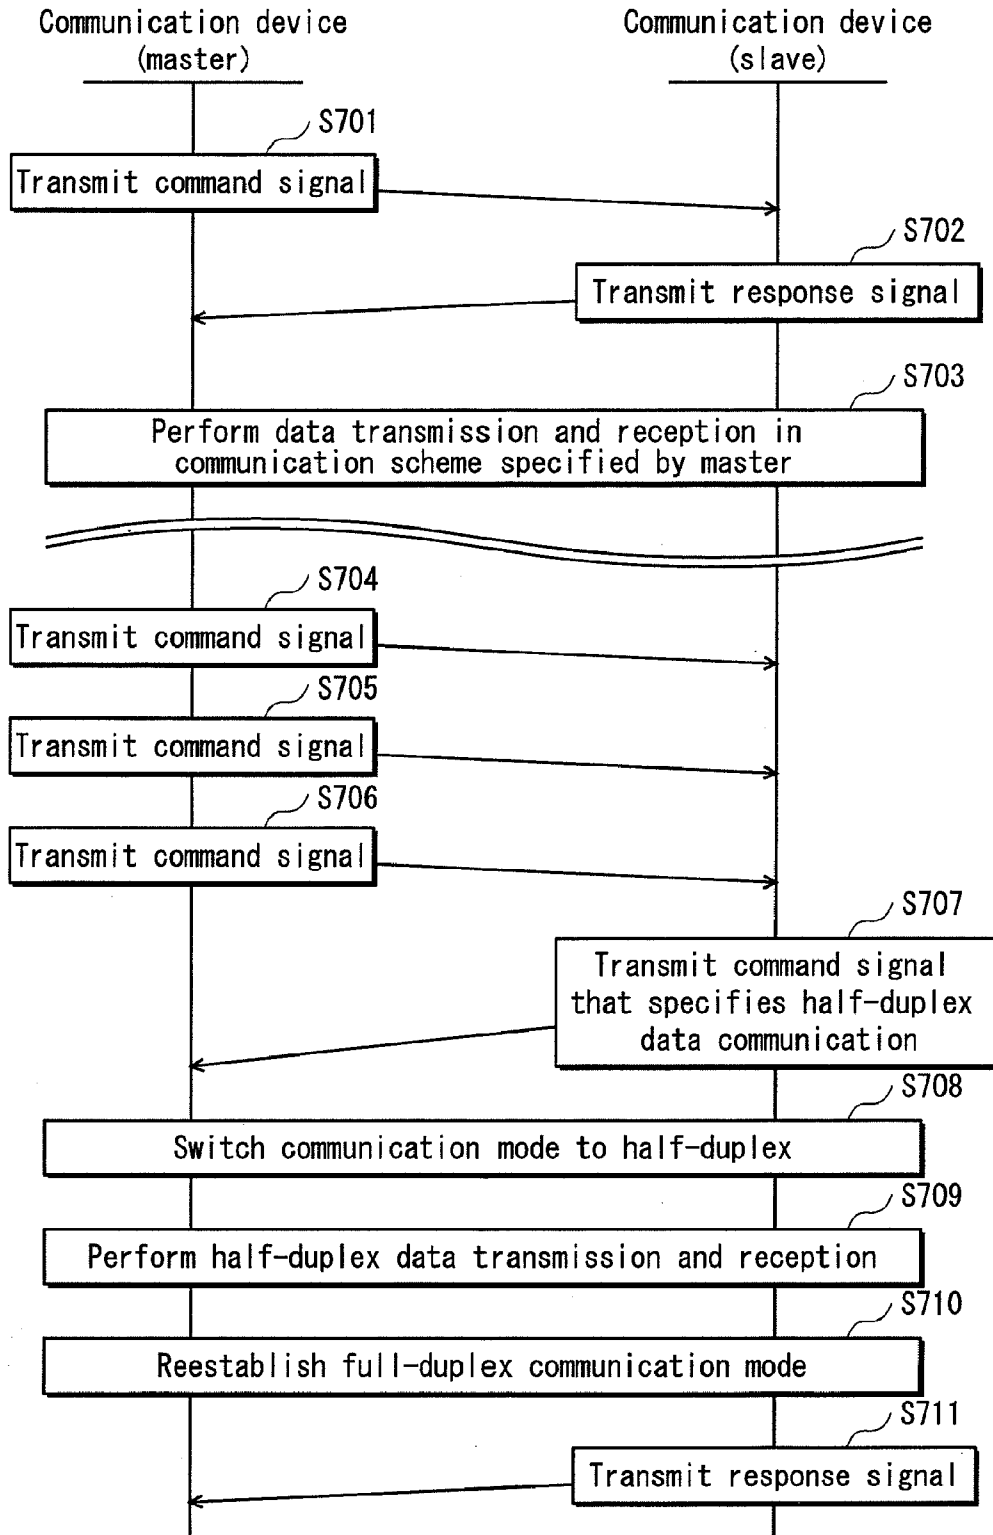 Communication device
(master)
Communication device
(slave)
S701
Transmit command signal
S702
Transmit response signal
S703
Perform data transmission and reception in
communication scheme specified by master
S704
Transmit command signal
S705
Transmit command signal
S706
Transmit command signal
S707
Transmit command signal
that specifies half-duplex
data communication
S708
Switch communication mode to half-duplex
S709
Perform half-duplex data transmission and reception
S710
Reestablish full-duplex communication mode
S711
Transmit response signal